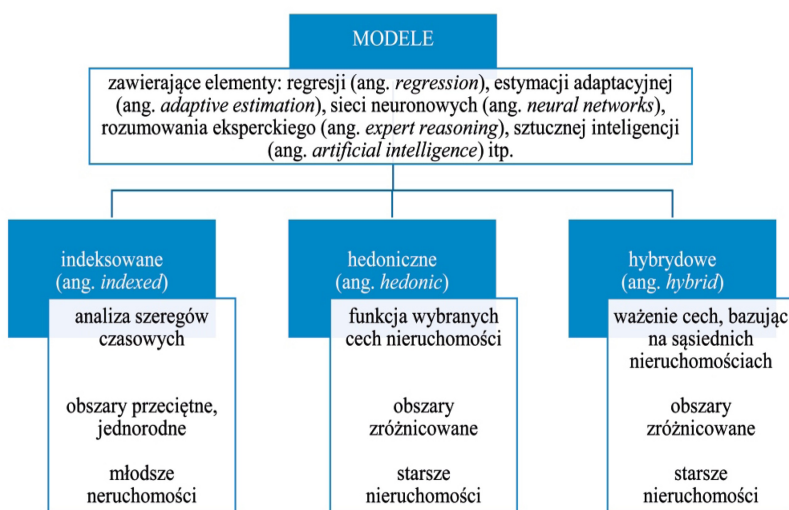 MODELE
zawierające elementy: regresji (ang. regression), estymacji adaptacyjnej
(ang. adaptive estimation), sieci neuronowych (ang. neural networks),
rozumowania eksperckiego (ang. expert reasoning), sztucznej inteligencji
(ang. artificial intelligence) itp.
indeksowane
(ang. indexed)
analiza szeregów
czasowych
obszary przeciętne,
jednorodne
młodsze
neruchomości
hedoniczne
(ang. hedonic)
funkcja wybranych
cech nieruchomości
obszary
zróżnicowane
starsze
nieruchomości
hybrydowe
(ang. hybrid)
ważenie cech, bazując
na sąsiednich
nieruchomościach
obszary
zróżnicowane
starsze
nieruchomości